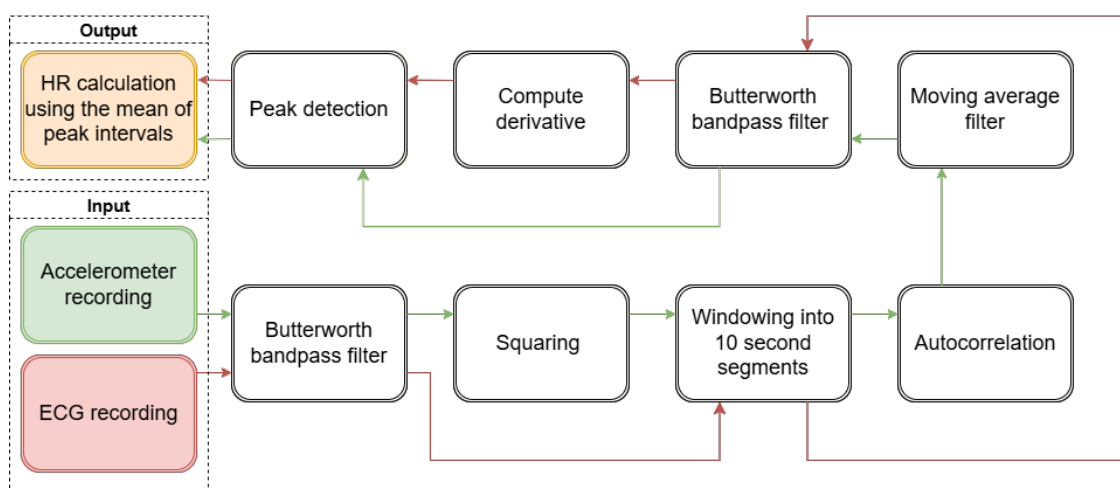 Output
HR calculation
using the mean of
peak intervals
Peak detection
Compute
derivative
Butterworth
bandpass filter
Moving average
filter
Input
Accelerometer
recording
ECG recording
Butterworth
bandpass filter
Squaring
Windowing into
10 second
segments
Autocorrelation